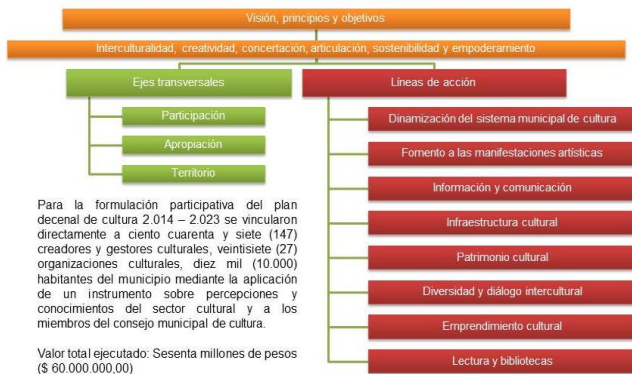 Visión, principios y objetivos
Interculturalidad, creatividad, concertación, articulación, sostenibilidad y empoderamiento
Ejes transversales
Participación
Apropiación
Territorio
Líneas de acción
Dinamización del sistema municipal de cultura
Fomento a las manifestaciones artísticas
Información y comunicación
Infraestructura cultural
Patrimonio cultural
Diversidad y diálogo intercultural
Emprendimiento cultural
Lectura y bibliotecas
Para la formulación participativa del plan
decenal de cultura 2.014 – 2.023 se vincularon
directamente a ciento cuarenta y siete (147)
creadores y gestores culturales, veintisiete (27)
organizaciones culturales, diez mil (10.000)
habitantes del municipio mediante la aplicación
de un instrumento sobre percepciones y
conocimientos del sector cultural y a los
miembros del consejo municipal de cultura.
Valor total ejecutado: Sesenta millones de pesos
($ 60.000.000,00)